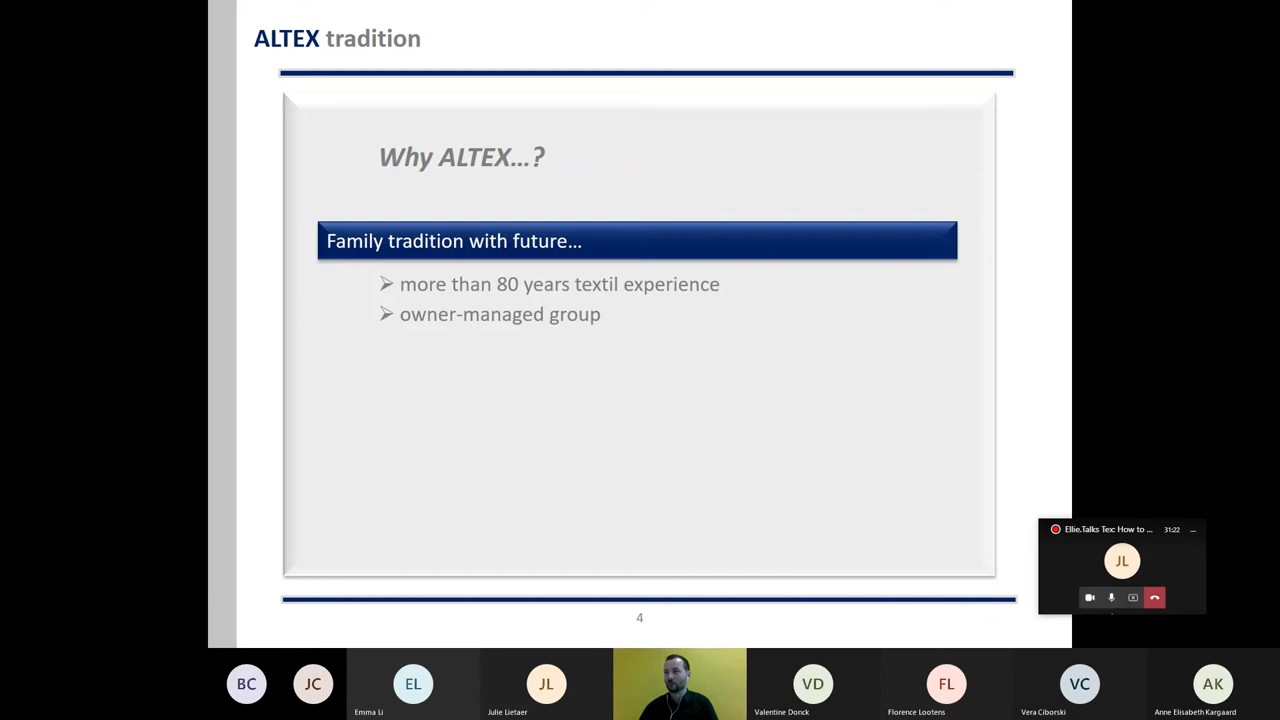 ALTEX tradition
Why ALTEX...?
Family tradition with future...
more than 80 years textil experience
owner-managed group
4
Ellie.Talks Tex: How to ... 31:22
JL
BC
JC
EL
Emma Li
JL
Julie Lietaer
VD
Valentine Donck
FL
Florence Lootens
VC
Vera Ciborski
AK
Anne Elisabeth Kargaard